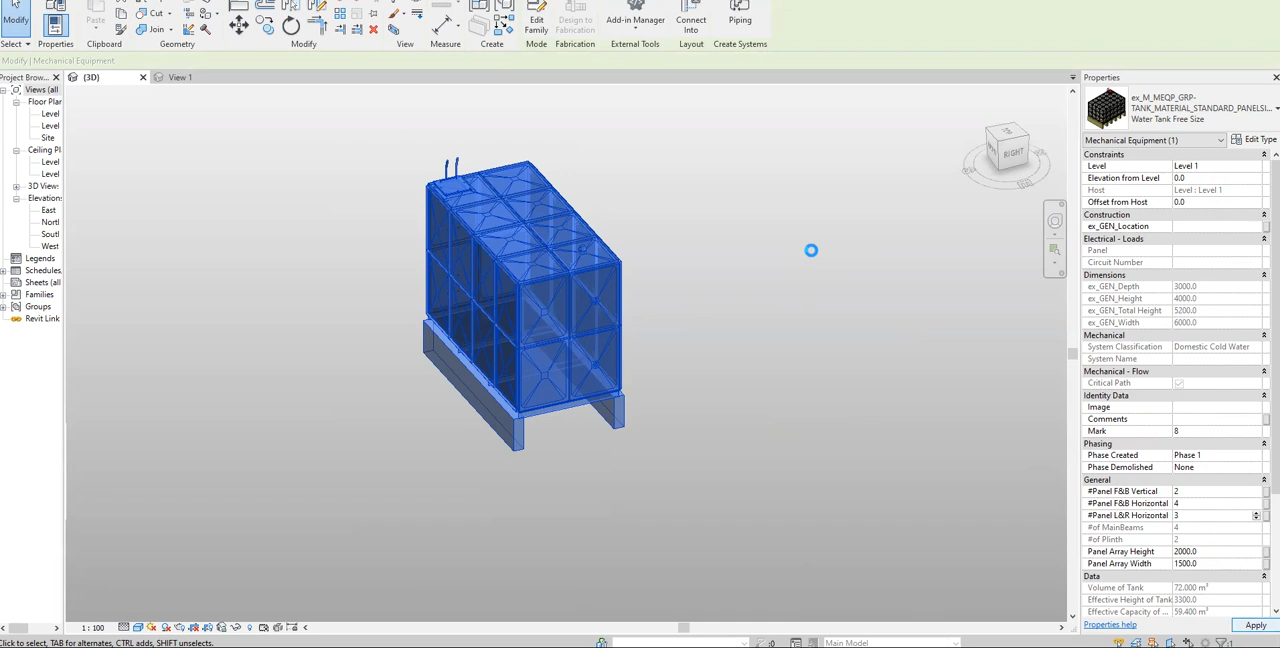 Modify
Paste
Cut
Join
Edit Family
Design to Fabrication
Add-in Manager
Connect Into
Piping
Select
Properties
Clipboard
Geometry
Modify
View
Measure
Create
Mode
Fabrication
External Tools
Layout
Create Systems
Modify | Mechanical Equipment
Project Brow...
{3D}
View 1
Properties
Views (all
Floor Plan
Level
Level
Site
Ceiling Pl
Level
Level
3D View:
Elevation
East
Nortl
Soutl
West
Legends
Schedules,
Sheets (all
Families
Groups
Revit Link
RIGHT
ex_M_MEQP_GRP-
TANK_MATERIAL_STANDARD_PANELSI...
Water Tank Free Size
Mechanical Equipment (1)
Edit Type
Constraints
Level Level 1
Elevation from Level 0.0
Host Level : Level 1
Offset from Host 0.0
Construction
ex_GEN_Location
Electrical - Loads
Panel
Circuit Number
Dimensions
ex_GEN_Depth 3000.0
ex_GEN_Height 4000.0
ex_GEN_Total Height 5200.0
ex_GEN_Width 6000.0
Mechanical
System Classification Domestic Cold Water
System Name
Mechanical - Flow
Critical Path
Identity Data
Image
Comments
Mark 8
Phasing
Phase Created Phase 1
Phase Demolished None
General
#Panel F&B Vertical 2
#Panel F&B Horizontal 4
#Panel L&R Horizontal 3
#of MainBeams 4
#of Plinth 2
Panel Array Height 2000.0
Panel Array Width 1500.0
Data
Volume of Tank 72.000 m³
Effective Height of Tank 3300.0
Effective Capacity of ... 59.400 m³
Properties help
Apply
1 : 100
Click to select, TAB for alternates, CTRL adds, SHIFT unselects.
:0
Main Model
:1